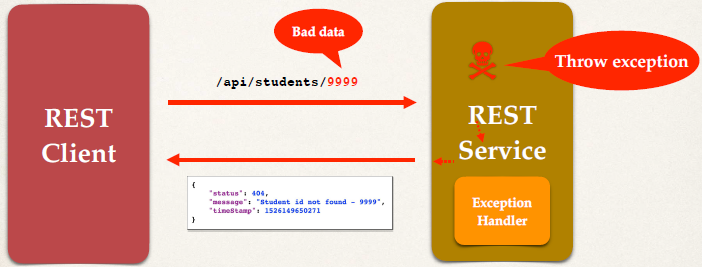 Bad data
Throw exception
/api/students/9999
REST
Client
REST
Service
{
"status": 404,
"message": "Student id not found - 9999",
"timeStamp": 1526149650271
}
Exception
Handler